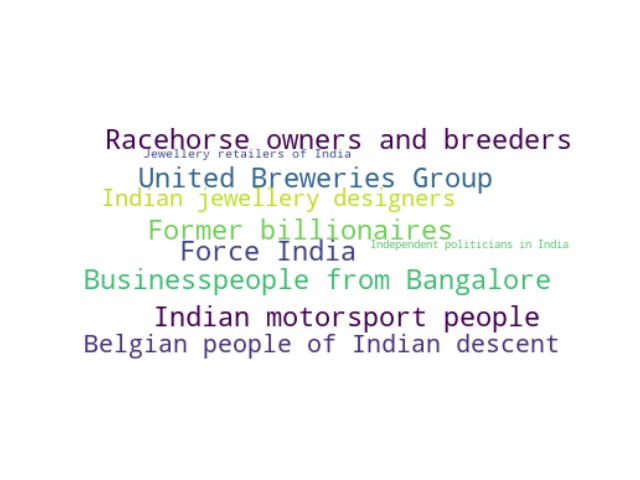 Racehorse owners and breeders
Jewellery retailers of India
United Breweries Group
Indian jewellery designers
Former billionaires
Independent politicians in India
Force India
Businesspeople from Bangalore
Indian motorsport people
Belgian people of Indian descent